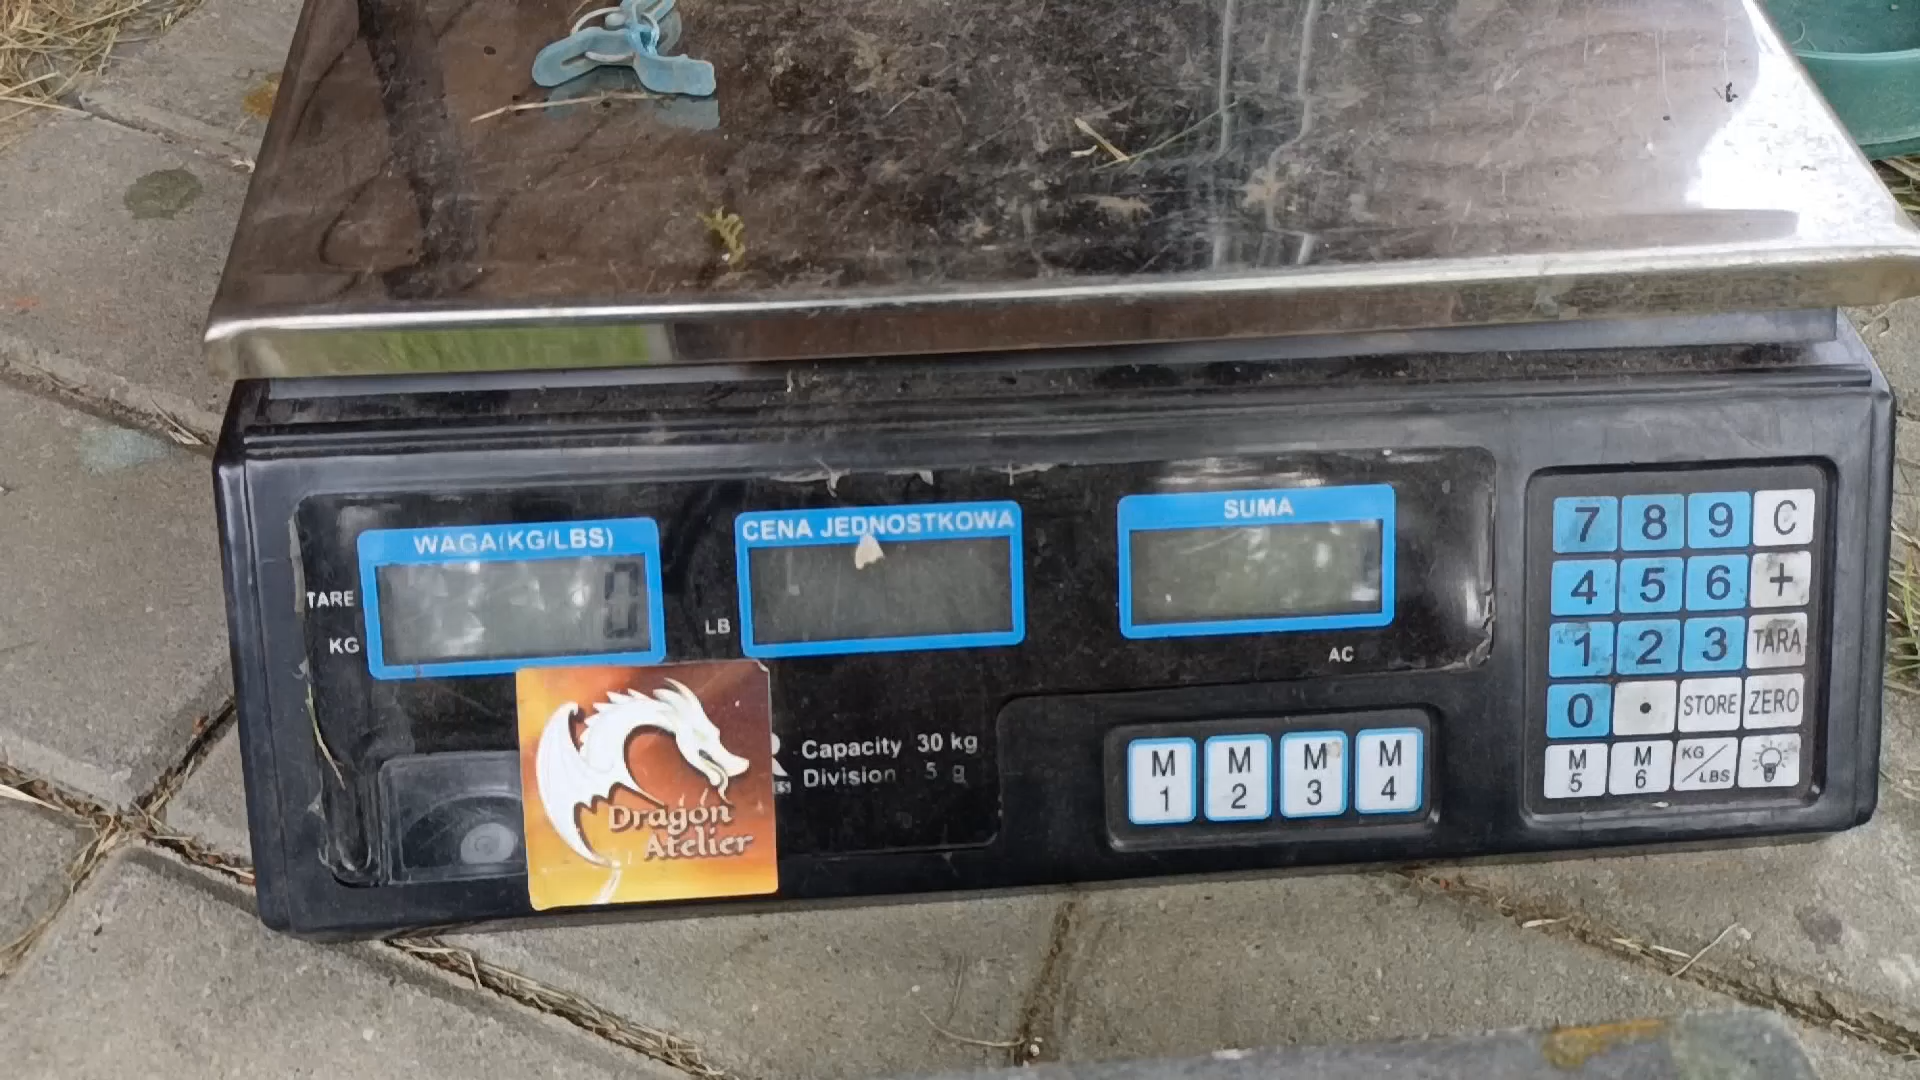 WAGA(KG/LBS)
0
TARE
KG
CENA JEDNOSTKOWA
LB
SUMA
AC
Dragon
Atelier
Capacity 30 kg
Division 5 g
M
1
M
2
M
3
M
4
7 8 9 C
4 5 6 +
1 2 3 TARA
0 . STORE ZERO
M
5
M
6
KG/LBS